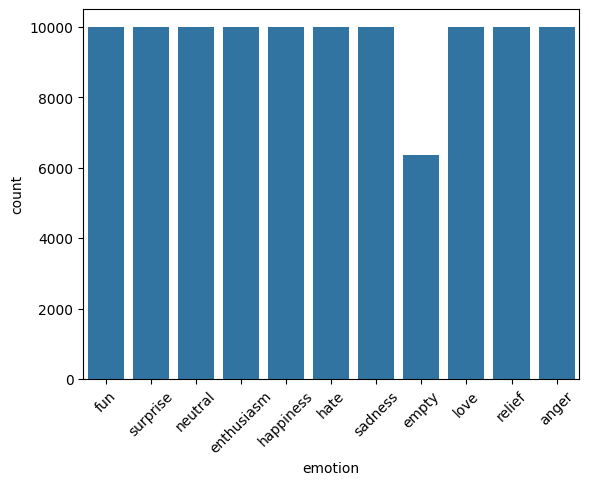 10000
8000
6000
4000
2000
0
count
fun
surprise
neutral
enthusiasm
happiness
hate
sadness
empty
love
relief
anger
emotion